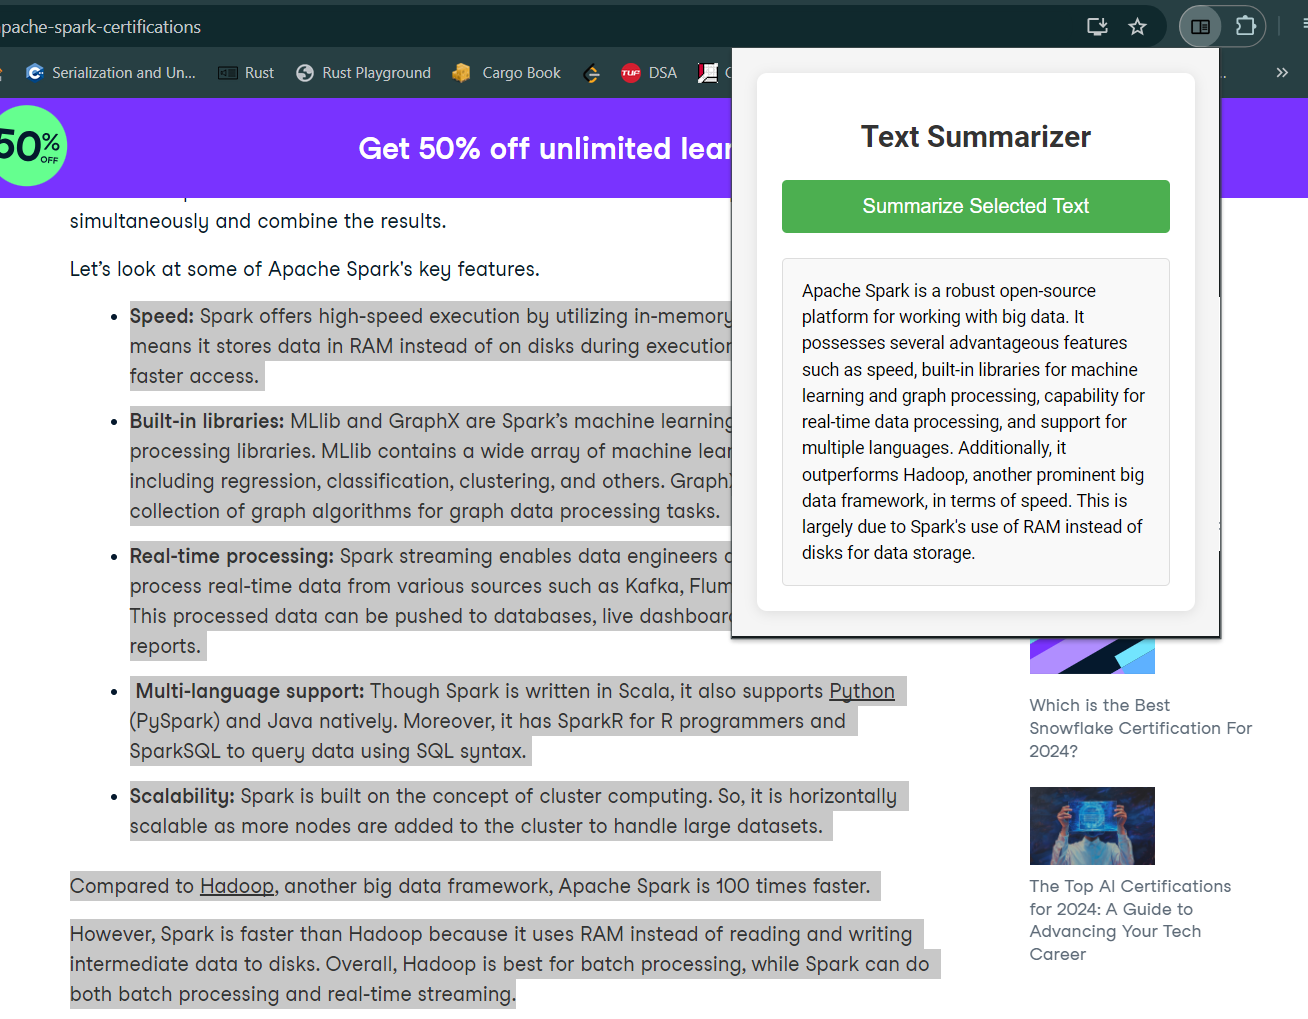 pache-spark-certifications
Serialization and Un...
Rust
Rust Playground
Cargo Book
TUF
DSA
50% OFF
Get 50% off unlimited lear
simultaneously and combine the results.
Let’s look at some of Apache Spark's key features.
Speed: Spark offers high-speed execution by utilizing in-memory
means it stores data in RAM instead of on disks during execution
faster access.
Built-in libraries: MLlib and GraphX are Spark’s machine learning
processing libraries. MLlib contains a wide array of machine lear
including regression, classification, clustering, and others. GraphX
collection of graph algorithms for graph data processing tasks.
Real-time processing: Spark streaming enables data engineers
process real-time data from various sources such as Kafka, Flum
This processed data can be pushed to databases, live dashboard
reports.
Multi-language support: Though Spark is written in Scala, it also supports Python
(PySpark) and Java natively. Moreover, it has SparkR for R programmers and
SparkSQL to query data using SQL syntax.
Scalability: Spark is built on the concept of cluster computing. So, it is horizontally
scalable as more nodes are added to the cluster to handle large datasets.
Compared to Hadoop, another big data framework, Apache Spark is 100 times faster.
However, Spark is faster than Hadoop because it uses RAM instead of reading and writing
intermediate data to disks. Overall, Hadoop is best for batch processing, while Spark can do
both batch processing and real-time streaming.
Text Summarizer
Summarize Selected Text
Apache Spark is a robust open-source
platform for working with big data. It
possesses several advantageous features
such as speed, built-in libraries for machine
learning and graph processing, capability for
real-time data processing, and support for
multiple languages. Additionally, it
outperforms Hadoop, another prominent big
data framework, in terms of speed. This is
largely due to Spark's use of RAM instead of
disks for data storage.
Which is the Best
Snowflake Certification For
2024?
The Top AI Certifications
for 2024: A Guide to
Advancing Your Tech
Career